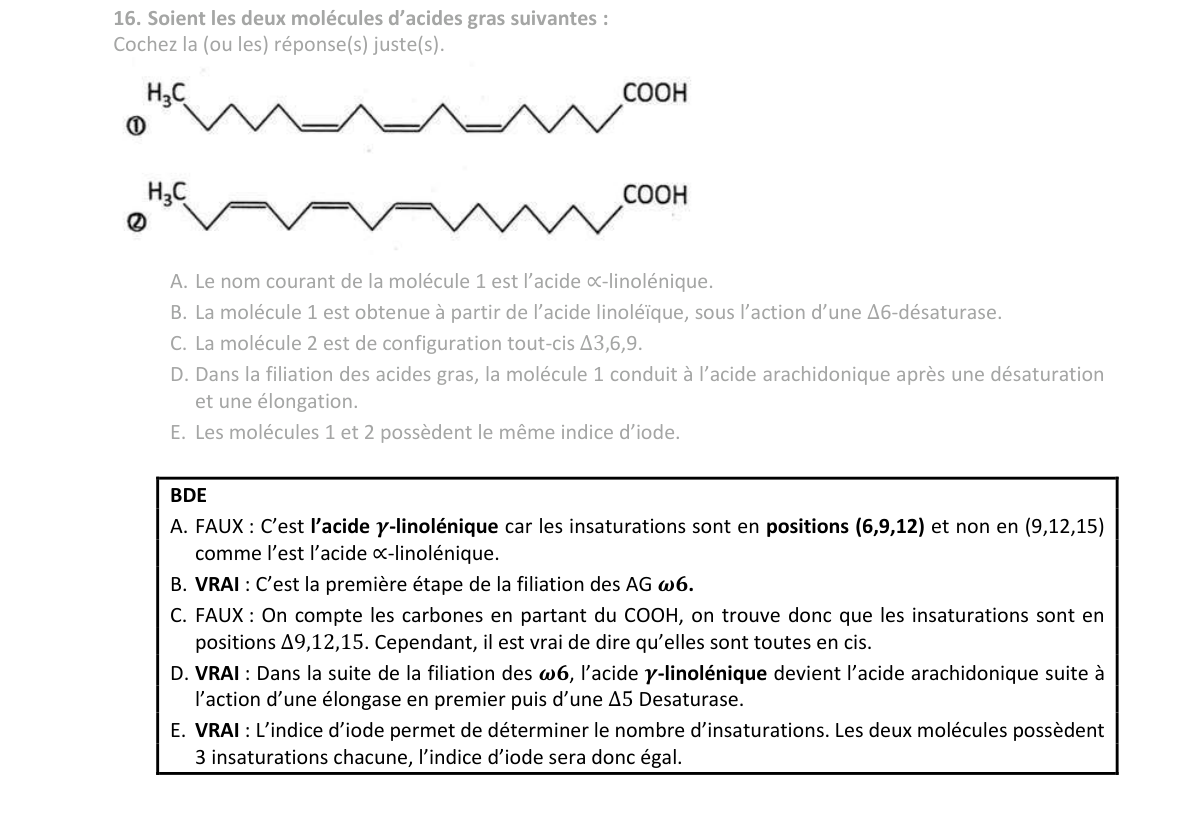 16. Soient les deux molécules d’acides gras suivantes :
Cochez la (ou les) réponse(s) juste(s).
H₃C COOH
①
H₃C COOH
②
A. Le nom courant de la molécule 1 est l’acide ∝-linolénique.
B. La molécule 1 est obtenue à partir de l’acide linoléïque, sous l’action d’une Δ6-désaturase.
C. La molécule 2 est de configuration tout-cis Δ3,6,9.
D. Dans la filiation des acides gras, la molécule 1 conduit à l’acide arachidonique après une désaturation
et une élongation.
E. Les molécules 1 et 2 possèdent le même indice d’iode.
BDE
A. FAUX : C’est l’acide γ-linolénique car les insaturations sont en positions (6,9,12) et non en (9,12,15)
comme l’est l’acide ∝-linolénique.
B. VRAI : C’est la première étape de la filiation des AG ω6.
C. FAUX : On compte les carbones en partant du COOH, on trouve donc que les insaturations sont en
positions Δ9,12,15. Cependant, il est vrai de dire qu’elles sont toutes en cis.
D. VRAI : Dans la suite de la filiation des ω6, l’acide γ-linolénique devient l’acide arachidonique suite à
l’action d’une élongase en premier puis d’une Δ5 Desaturase.
E. VRAI : L’indice d’iode permet de déterminer le nombre d’insaturations. Les deux molécules possèdent
3 insaturations chacune, l’indice d’iode sera donc égal.